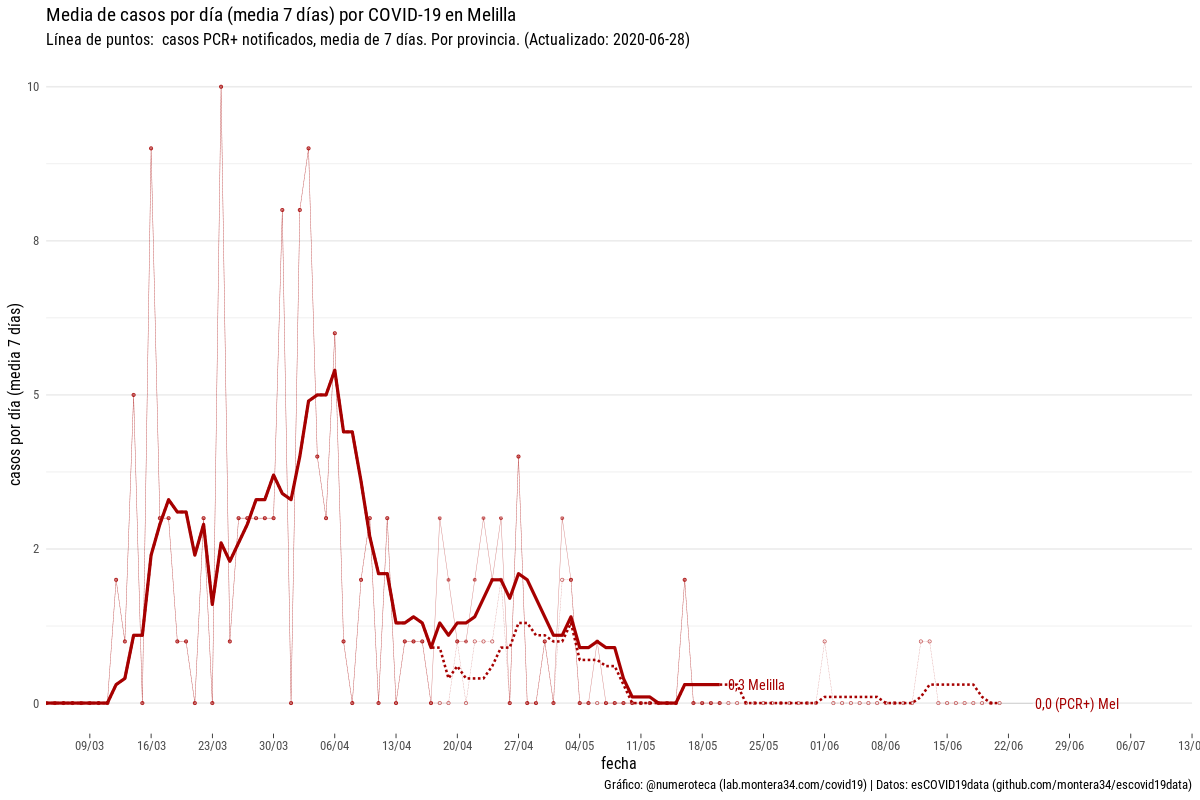 Media de casos por día (media 7 días) por COVID-19 en Melilla
Línea de puntos:  casos PCR+ notificados, media de 7 días. Por provincia. (Actualizado: 2020-06-28)
casos por día (media 7 días)
10
8
5
2
0
0,3 Melilla
0,0 (PCR+) Mel
09/03 16/03 23/03 30/03 06/04 13/04 20/04 27/04 04/05 11/05 18/05 25/05 01/06 08/06 15/06 22/06 29/06 06/07 13/0
fecha
Gráfico: @numeroteca (lab.montera34.com/covid19) | Datos: esCOVID19data (github.com/montera34/escovid19data)